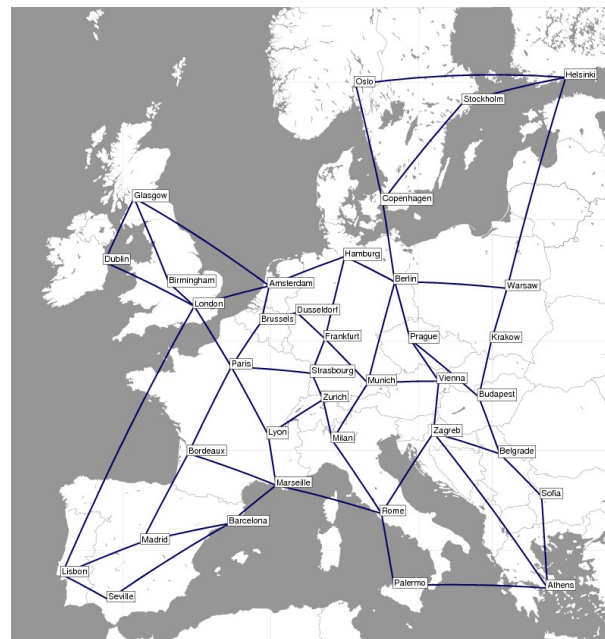 Oslo
Helsinki
Stockholm
Glasgow
Copenhagen
Dublin
Hamburg
Birmingham
Berlin
Amsterdam
Warsaw
London
Dusseldorf
Brussels
Frankfurt
Prague
Krakow
Paris
Strasbourg
Munich
Vienna
Budapest
Zurich
Lyon
Milan
Zagreb
Bordeaux
Belgrade
Marseille
Sofia
Rome
Barcelona
Madrid
Lisbon
Palermo
Athens
Seville